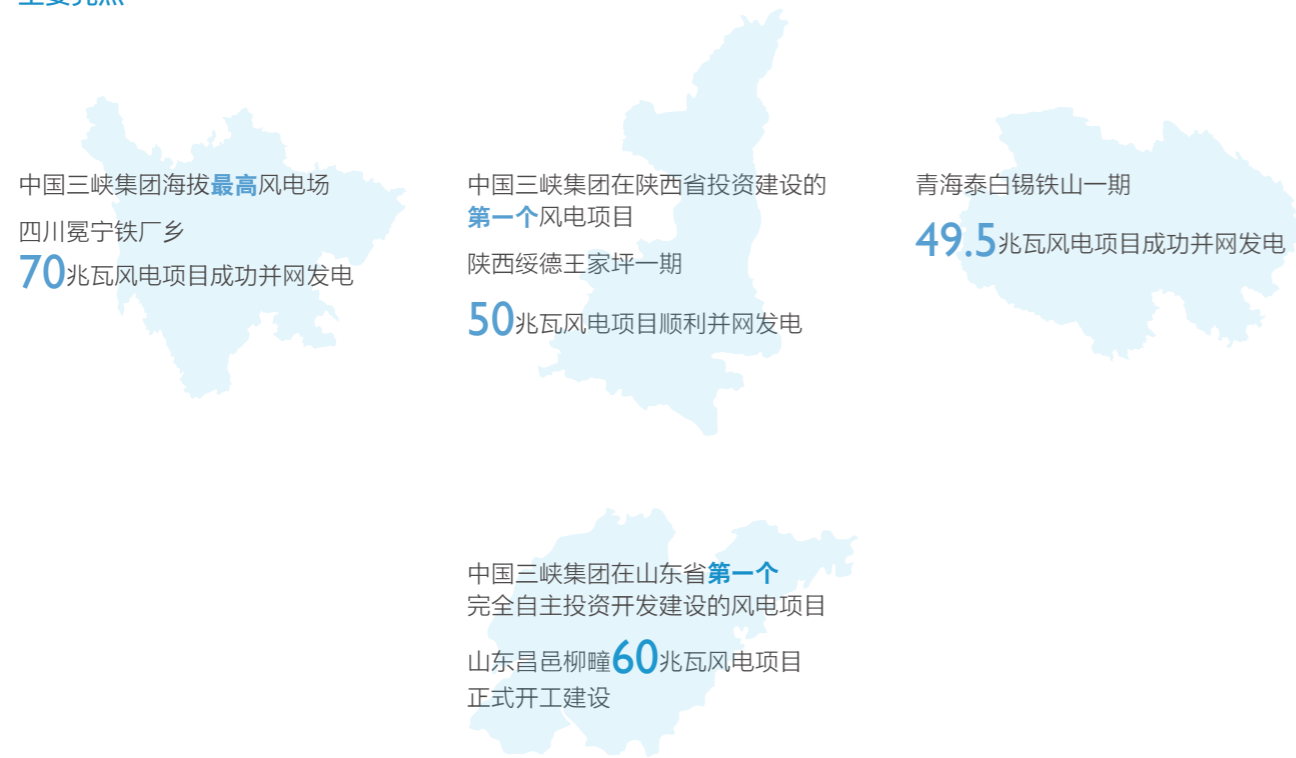 主要亮点
中国三峡集团海拔最高风电场
四川冕宁铁厂乡
70兆瓦风电项目成功并网发电
中国三峡集团在陕西省投资建设的
第一个风电项目
陕西绥德王家坪一期
50兆瓦风电项目顺利并网发电
青海泰白锡铁山一期
49.5兆瓦风电项目成功并网发电
中国三峡集团在山东省第一个
完全自主投资开发建设的风电项目
山东昌邑柳疃60兆瓦风电项目
正式开工建设